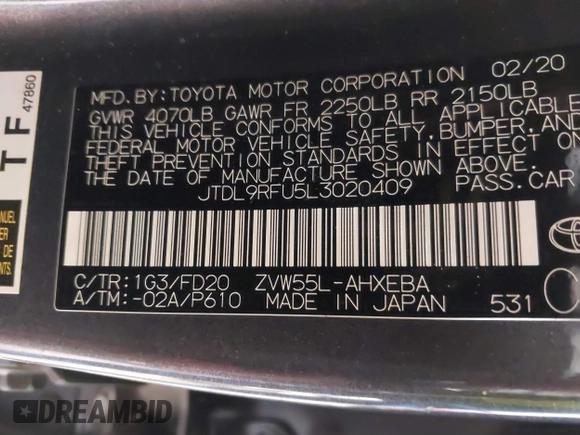 MFD. BY: TOYOTA MOTOR CORPORATION 02/20
GVWR 4070LB GAWR FR 2250LB RR 2150LB
THIS VEHICLE CONFORMS TO ALL APPLICABLE
FEDERAL MOTOR VEHICLE SAFETY, BUMPER, AND
THEFT PREVENTION STANDARDS IN EFFECT ON
THE DATE OF MANUFACTURE SHOWN ABOVE.
JTDL9RFU5L3020409 PASS. CAR
C/TR: 1G3/FD20 ZVW55L-AHXEBA
A/TM: -02A/P610 MADE IN JAPAN 531
47860
T F
DE
DREAMBID